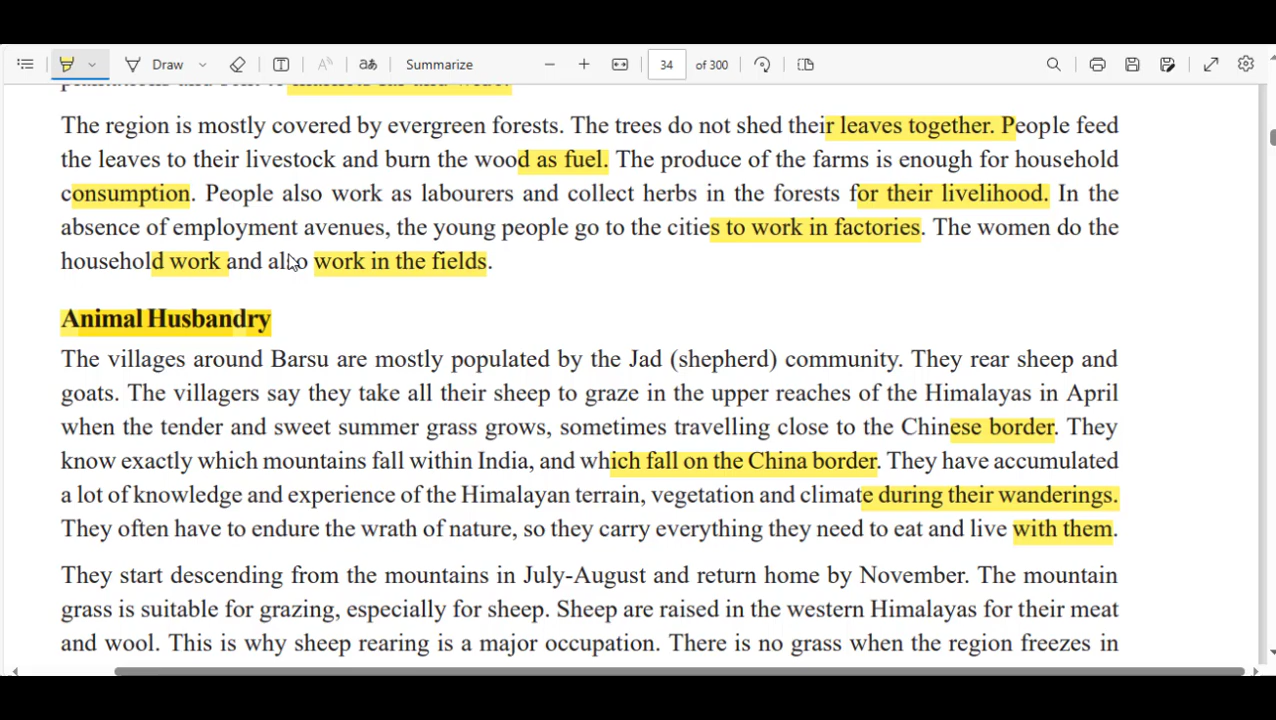 Draw
aあ
Summarize
34
of 300
The region is mostly covered by evergreen forests. The trees do not shed their leaves together. People feed
the leaves to their livestock and burn the wood as fuel. The produce of the farms is enough for household
consumption. People also work as labourers and collect herbs in the forests for their livelihood. In the
absence of employment avenues, the young people go to the cities to work in factories. The women do the
household work and also work in the fields.
Animal Husbandry
The villages around Barsu are mostly populated by the Jad (shepherd) community. They rear sheep and
goats. The villagers say they take all their sheep to graze in the upper reaches of the Himalayas in April
when the tender and sweet summer grass grows, sometimes travelling close to the Chinese border. They
know exactly which mountains fall within India, and which fall on the China border. They have accumulated
a lot of knowledge and experience of the Himalayan terrain, vegetation and climate during their wanderings.
They often have to endure the wrath of nature, so they carry everything they need to eat and live with them.
They start descending from the mountains in July-August and return home by November. The mountain
grass is suitable for grazing, especially for sheep. Sheep are raised in the western Himalayas for their meat
and wool. This is why sheep rearing is a major occupation. There is no grass when the region freezes in